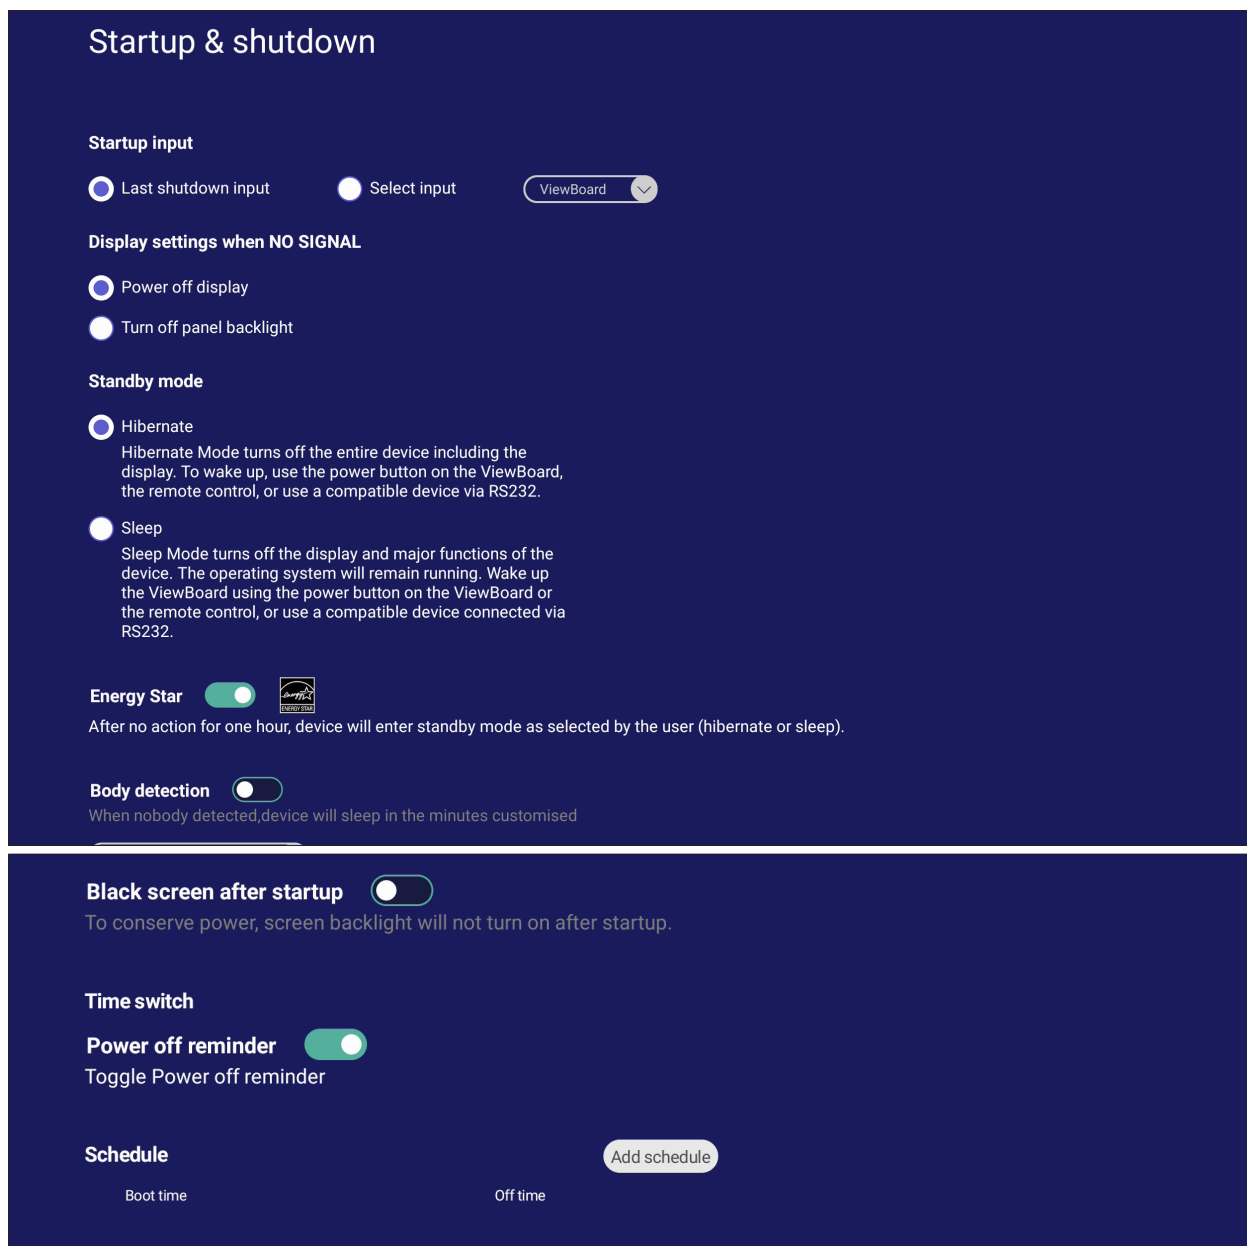 Startup & shutdown
Startup input
Last shutdown input Select input ViewBoard
Display settings when NO SIGNAL
Power off display
Turn off panel backlight
Standby mode
Hibernate
Hibernate Mode turns off the entire device including the
display. To wake up, use the power button on the ViewBoard,
the remote control, or use a compatible device via RS232.
Sleep
Sleep Mode turns off the display and major functions of the
device. The operating system will remain running. Wake up
the ViewBoard using the power button on the ViewBoard or
the remote control, or use a compatible device connected via
RS232.
Energy Star energy ENERGY STAR
After no action for one hour, device will enter standby mode as selected by the user (hibernate or sleep).
Body detection
When nobody detected,device will sleep in the minutes customised
Black screen after startup
To conserve power, screen backlight will not turn on after startup.
Time switch
Power off reminder
Toggle Power off reminder
Schedule Add schedule
Boot time Off time